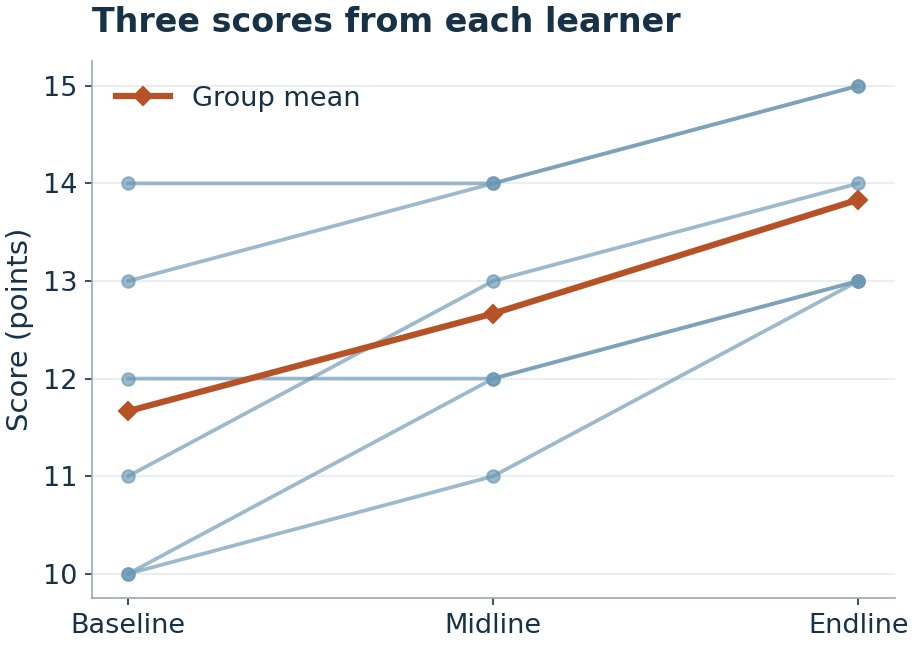 Three scores from each learner
Group mean
Score (points)
15
14
13
12
11
10
Baseline
Midline
Endline